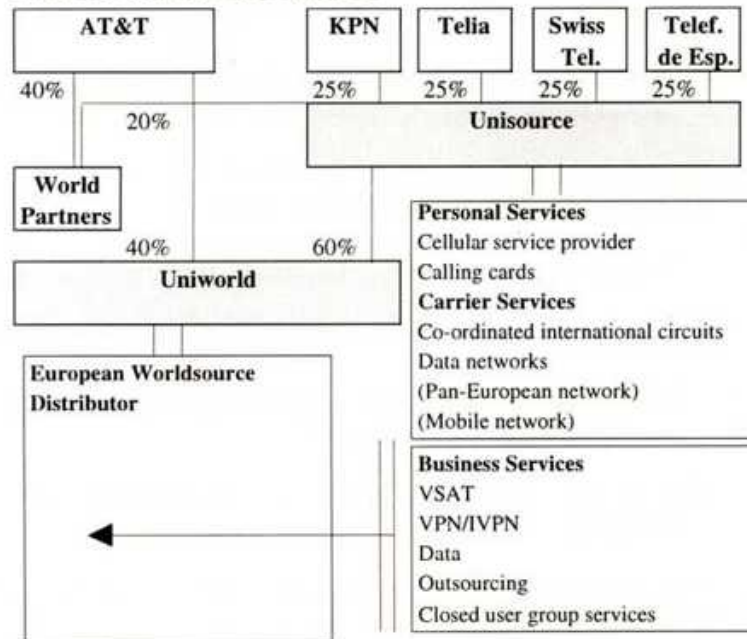 AT&T
KPN
Telia
Swiss
Tel.
Telef.
de Esp.
40%
20%
25%
25%
25%
25%
Unisource
World
Partners
40%
60%
Uniworld
Personal Services
Cellular service provider
Calling cards
Carrier Services
Co-ordinated international circuits
Data networks
(Pan-European network)
(Mobile network)
European Worldsource
Distributor
Business Services
VSAT
VPN/IVPN
Data
Outsourcing
Closed user group services